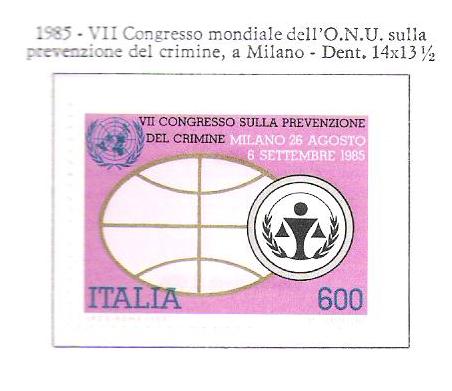 1985 - VII Congresso mondiale dell'O.N.U. sulla
prevenzione del crimine, a Milano - Dent. 14x13 ½
VII CONGRESSO SULLA PREVENZIONE
DEL CRIMINE MILANO 26 AGOSTO
6 SETTEMBRE 1985
ITALIA 600